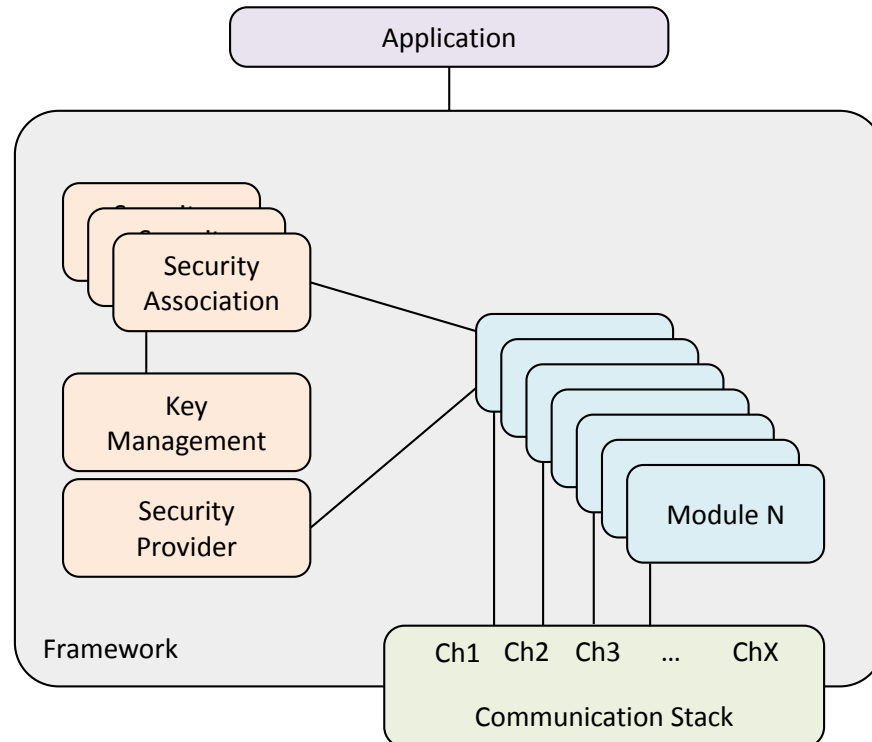 Application
Security
Association
Key
Management
Security
Provider
Module N
Framework
Ch1 Ch2 Ch3 ... ChX
Communication Stack